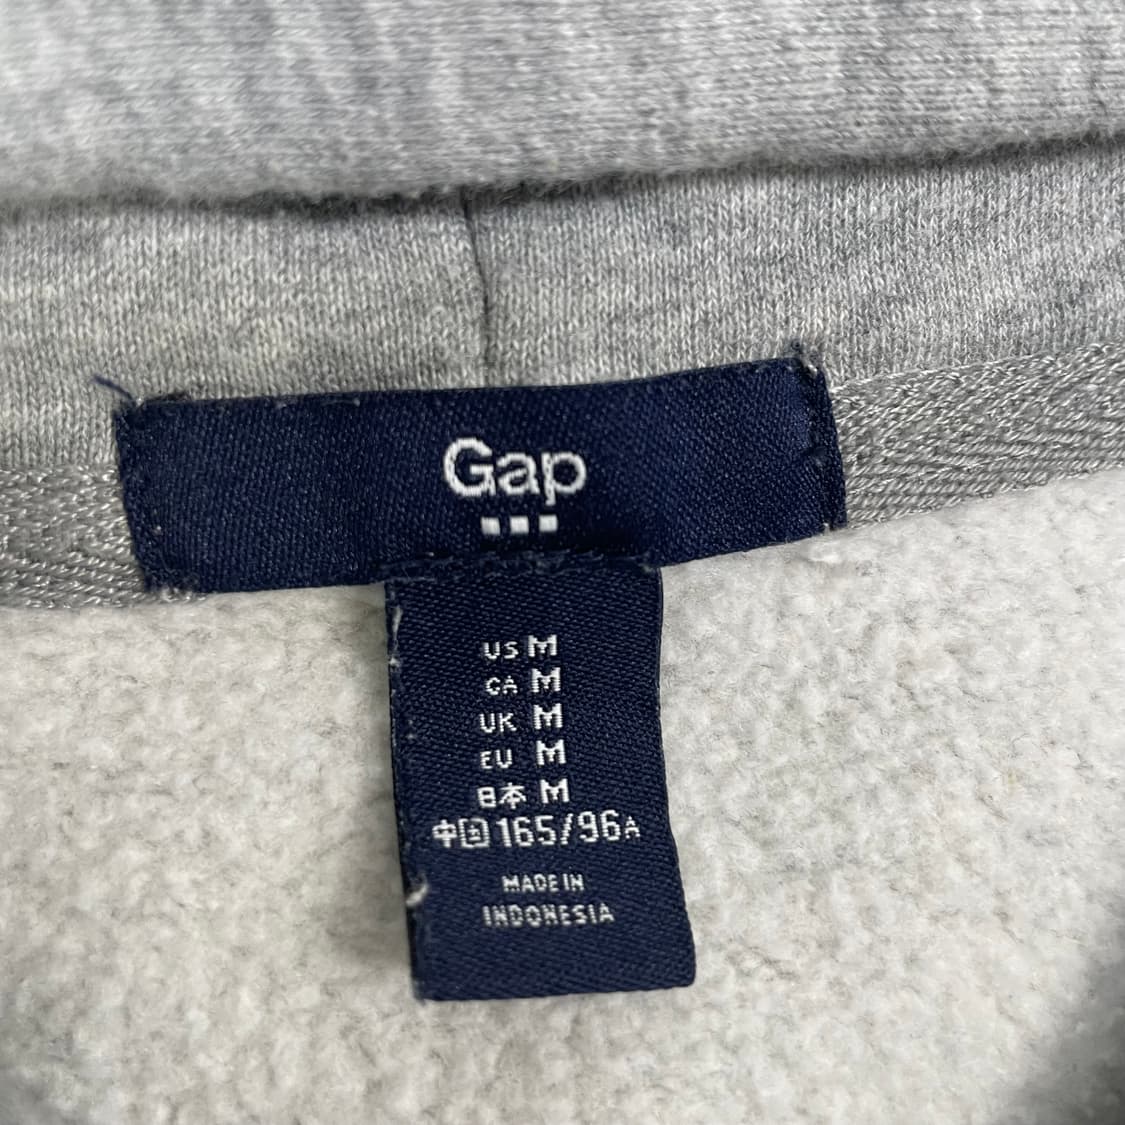 Gap
US M
CA M
UK M
EU M
日本 M
中国 165/96A
MADE IN
INDONESIA